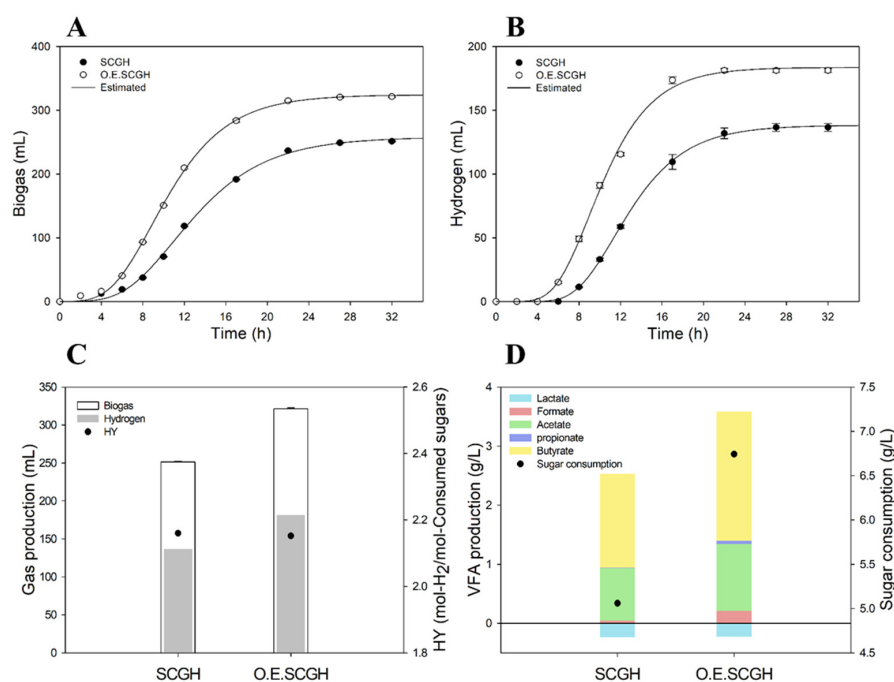 A
400
300
200
100
0
Biogas (mL)
SCGH
O.E.SCGH
Estimated
0 4 8 12 16 20 24 28 32
Time (h)
B
200
150
100
50
0
Hydrogen (mL)
SCGH
O.E.SCGH
Estimated
0 4 8 12 16 20 24 28 32
Time (h)
C
350
300
250
200
150
100
50
0
Gas production (mL)
Biogas
Hydrogen
HY
2.6
2.4
2.2
2.0
1.8
HY (mol-H2/mol-Consumed sugars)
SCGH O.E.SCGH
D
4
3
2
1
0
VFA production (g/L)
Lactate
Formate
Acetate
propionate
Butyrate
Sugar consumption
7.5
7.0
6.5
6.0
5.5
5.0
4.5
Sugar consumption (g/L)
SCGH O.E.SCGH